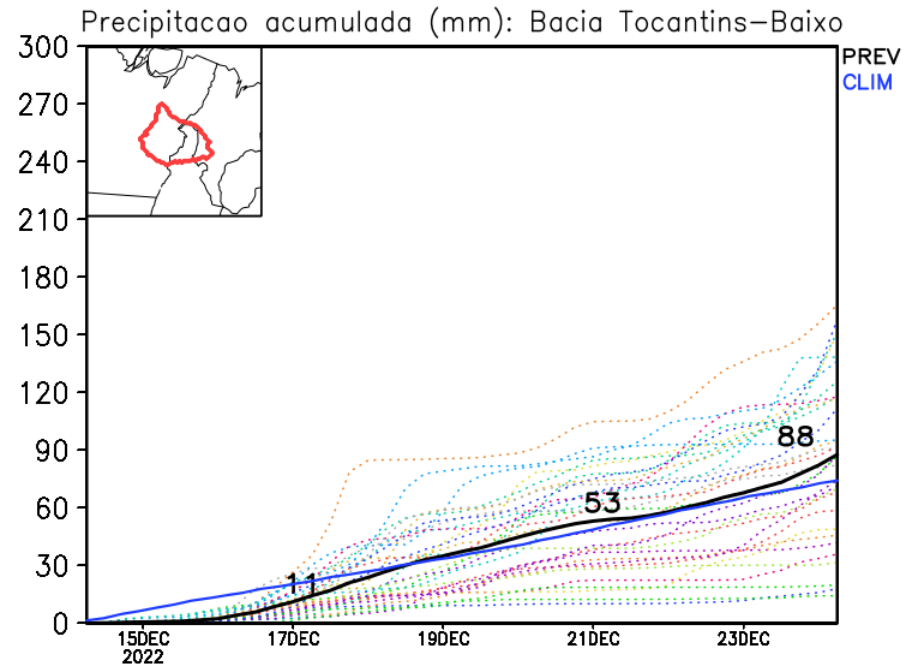 Precipitacao acumulada (mm): Bacia Tocantins-Baixo
PREV
CLIM
300
270
240
210
180
150
120
90
60
30
0
11
53
88
15DEC
2022
17DEC
19DEC
21DEC
23DEC